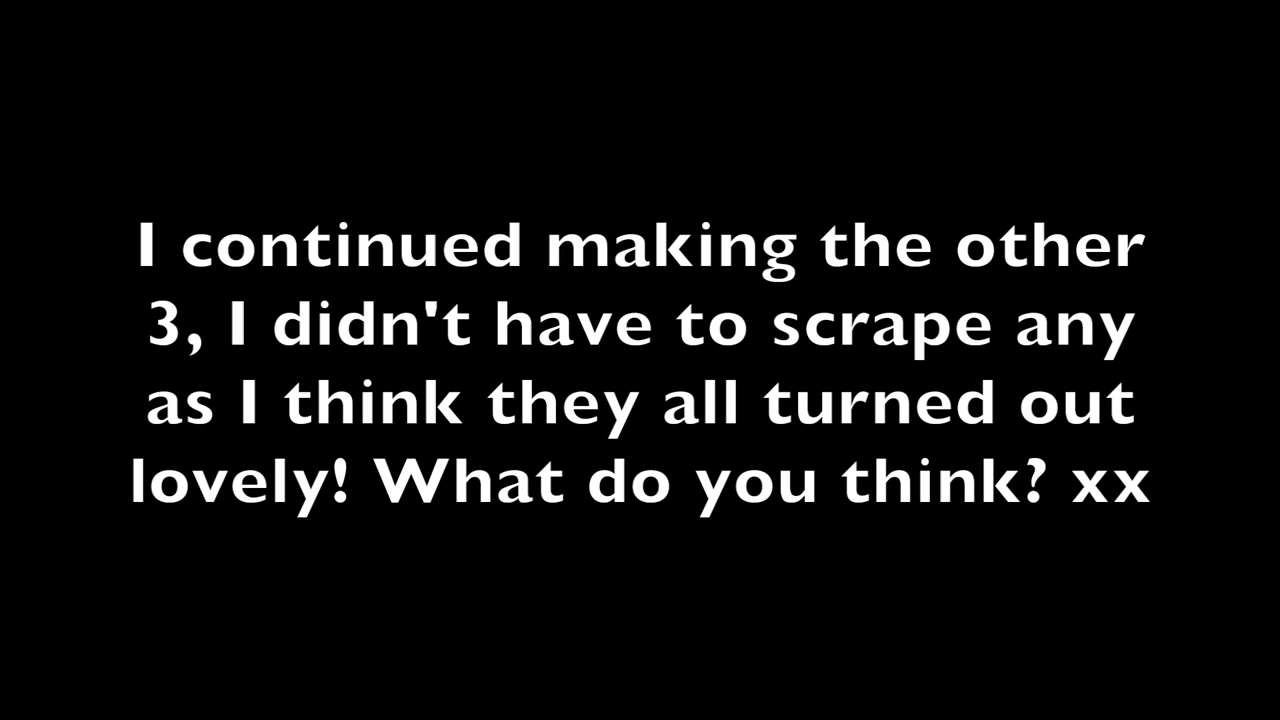 I continued making the other
3, I didn't have to scrape any
as I think they all turned out
lovely! What do you think? xx